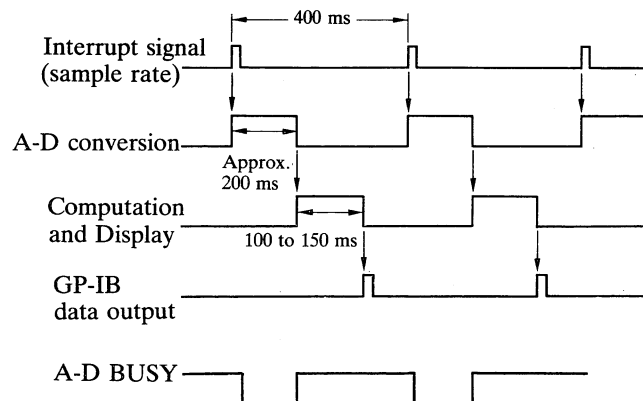 400 ms
Interrupt signal
(sample rate)
A-D conversion
Approx.
200 ms
Computation
and Display
100 to 150 ms
GP-IB
data output
A-D BUSY